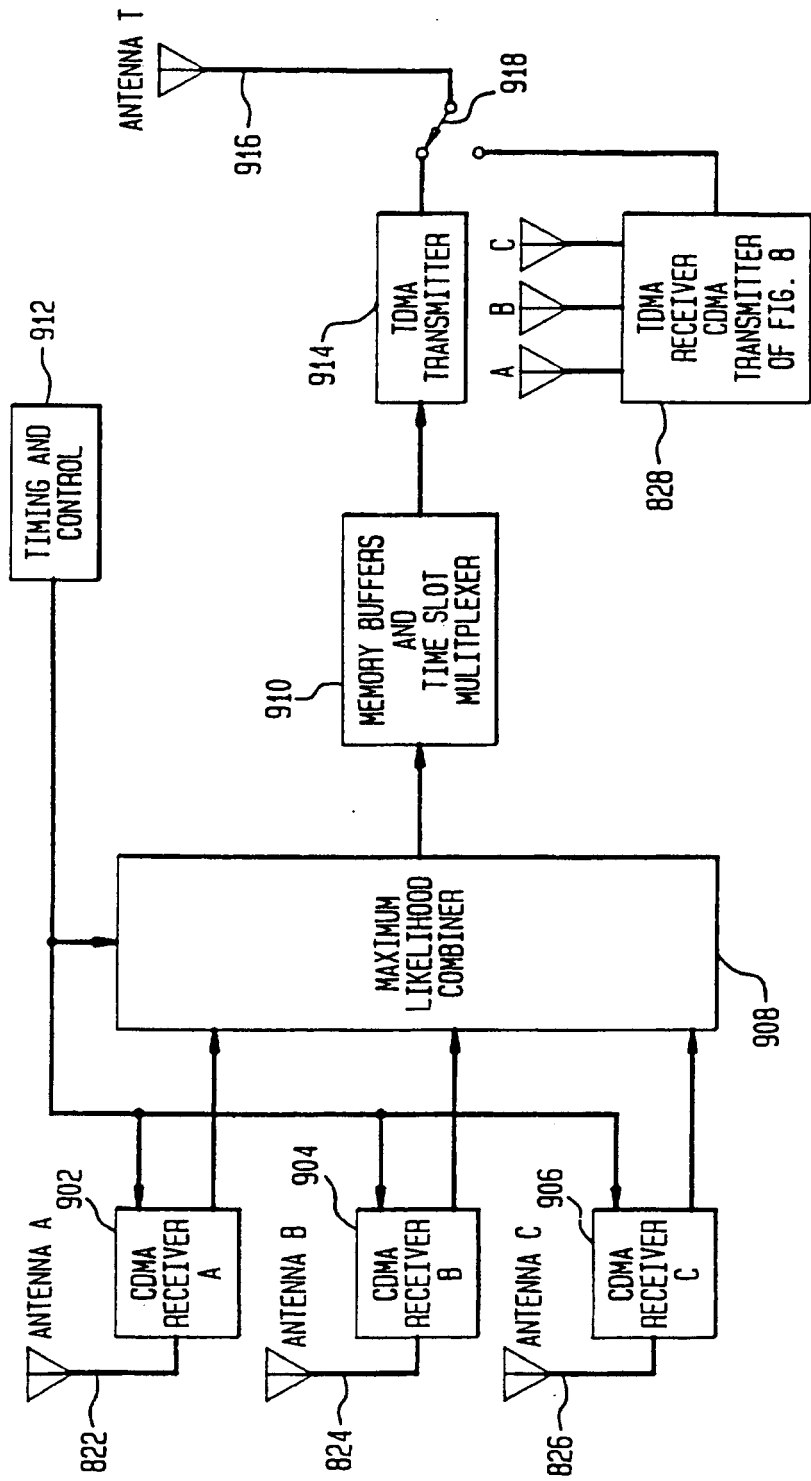 ANTENNA A
822
902
CDMA
RECEIVER
A
ANTENNA B
824
904
CDMA
RECEIVER
B
ANTENNA C
826
906
CDMA
RECEIVER
C
MAXIMUM
LIKELIHOOD
COMBINER
908
TIMING AND
CONTROL
912
910
MEMORY BUFFERS
AND
TIME SLOT
MULITPLEXER
914
TDMA
TRANSMITTER
ANTENNA T
916
918
A
B
C
TDMA
RECEIVER
CDMA
TRANSMITTER
OF FIG. 8
828